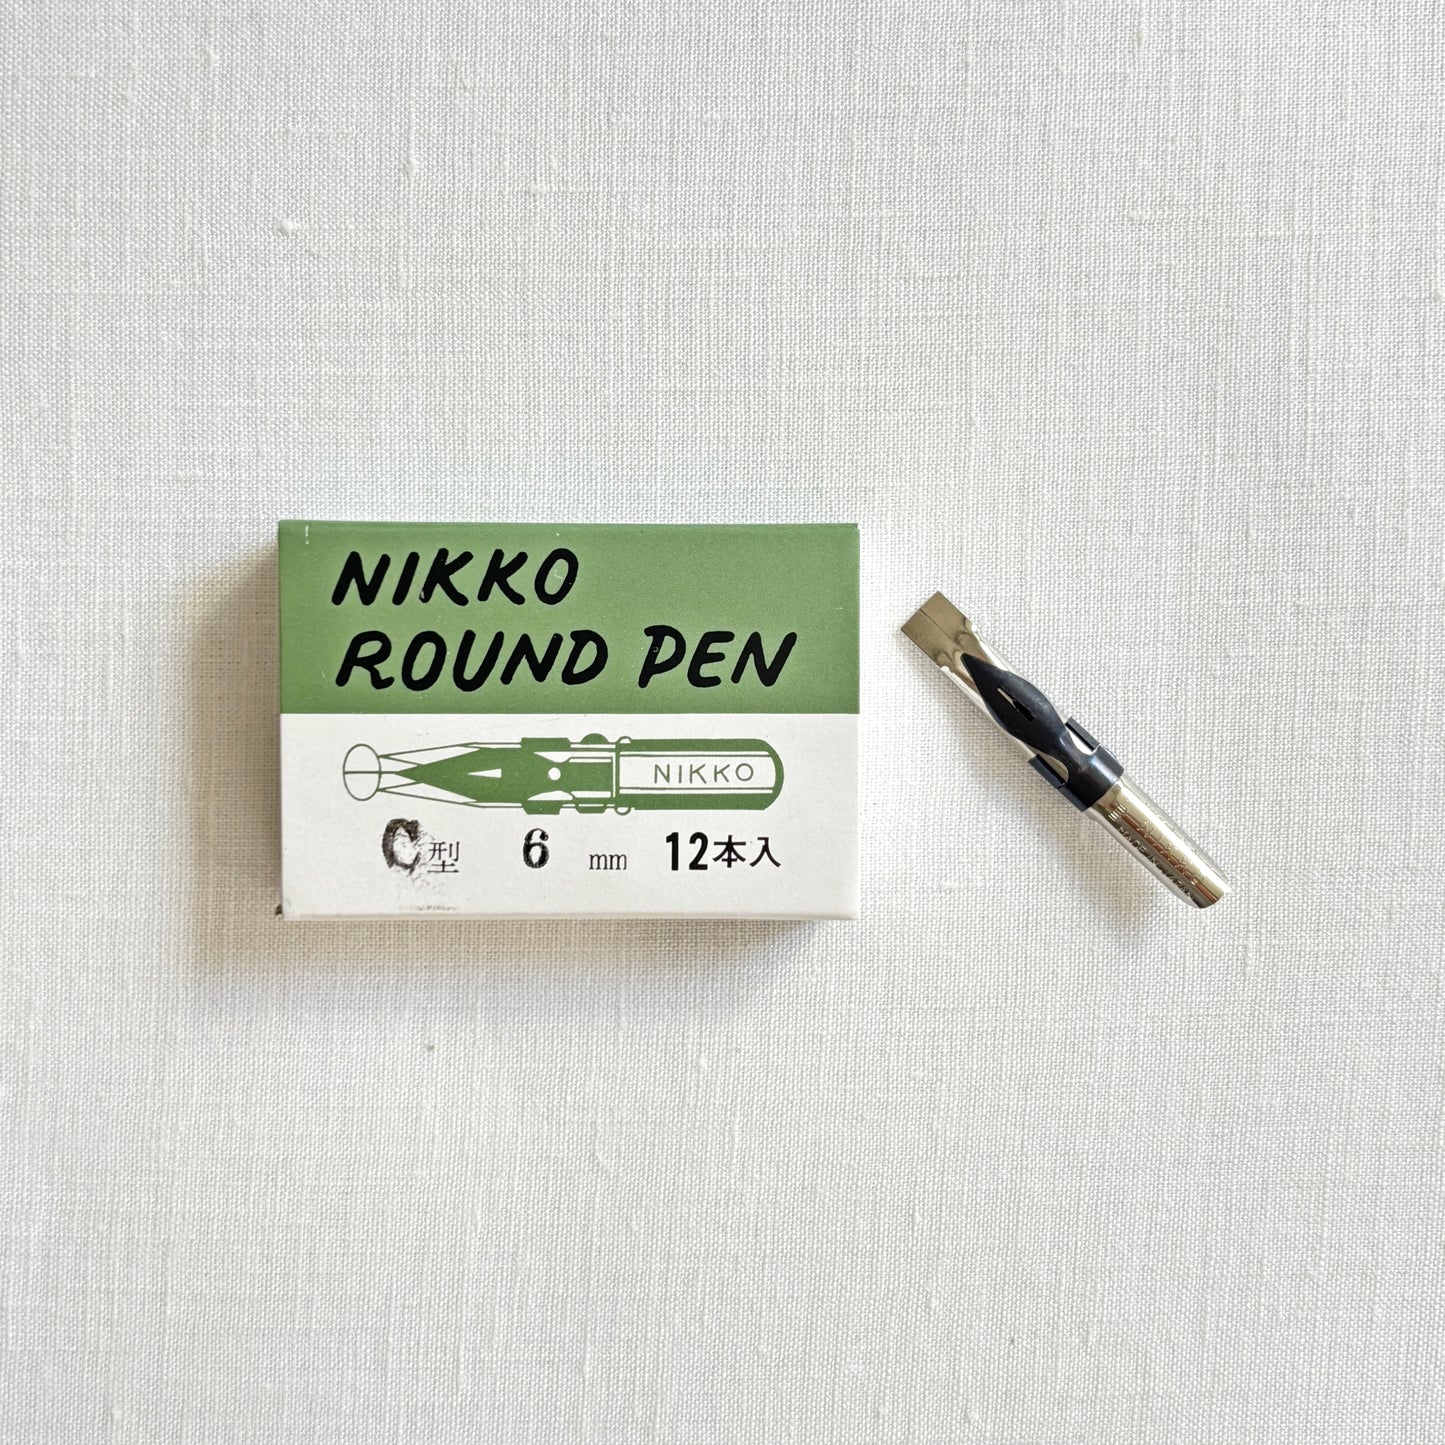 NIKKO
ROUND PEN
NIKKO
C型 6 mm 12本入